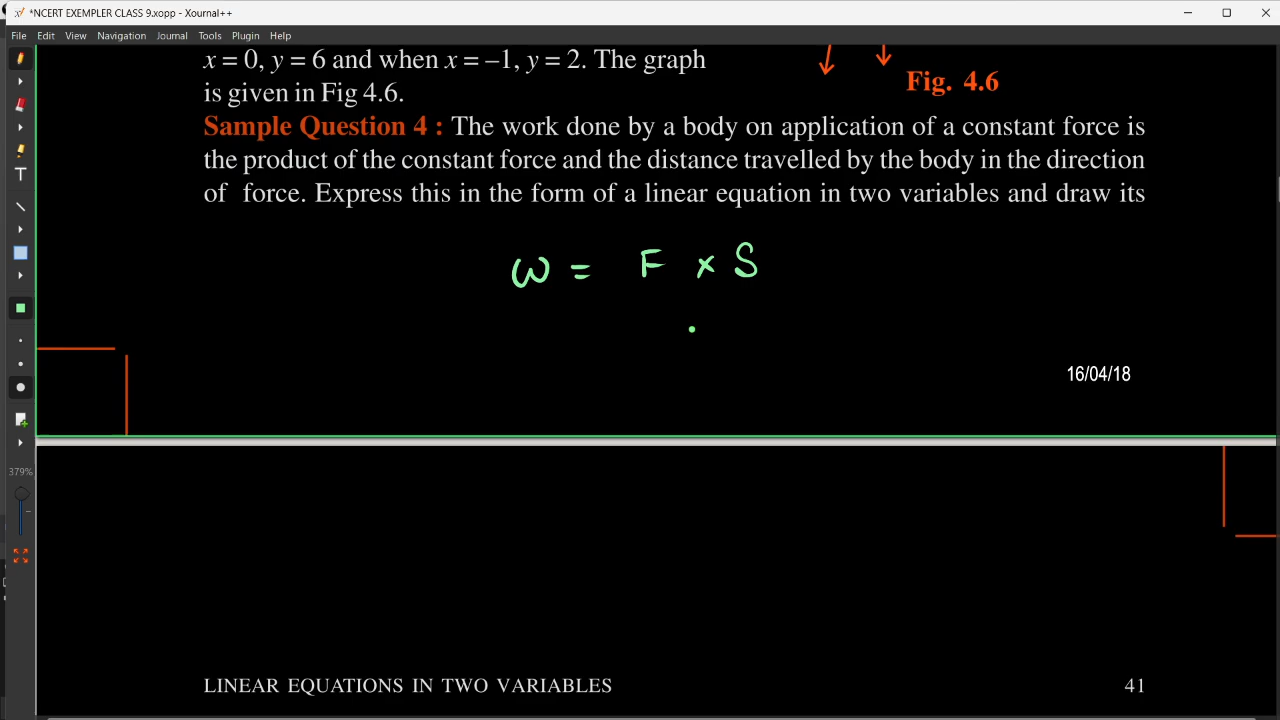 *NCERT EXEMPLER CLASS 9.xopp - Xournal++
File Edit View Navigation Journal Tools Plugin Help
x = 0, y = 6 and when x = –1, y = 2. The graph
is given in Fig 4.6.
Fig. 4.6
Sample Question 4 : The work done by a body on application of a constant force is
the product of the constant force and the distance travelled by the body in the direction
of force. Express this in the form of a linear equation in two variables and draw its
W = F × S
16/04/18
379%
LINEAR EQUATIONS IN TWO VARIABLES 41